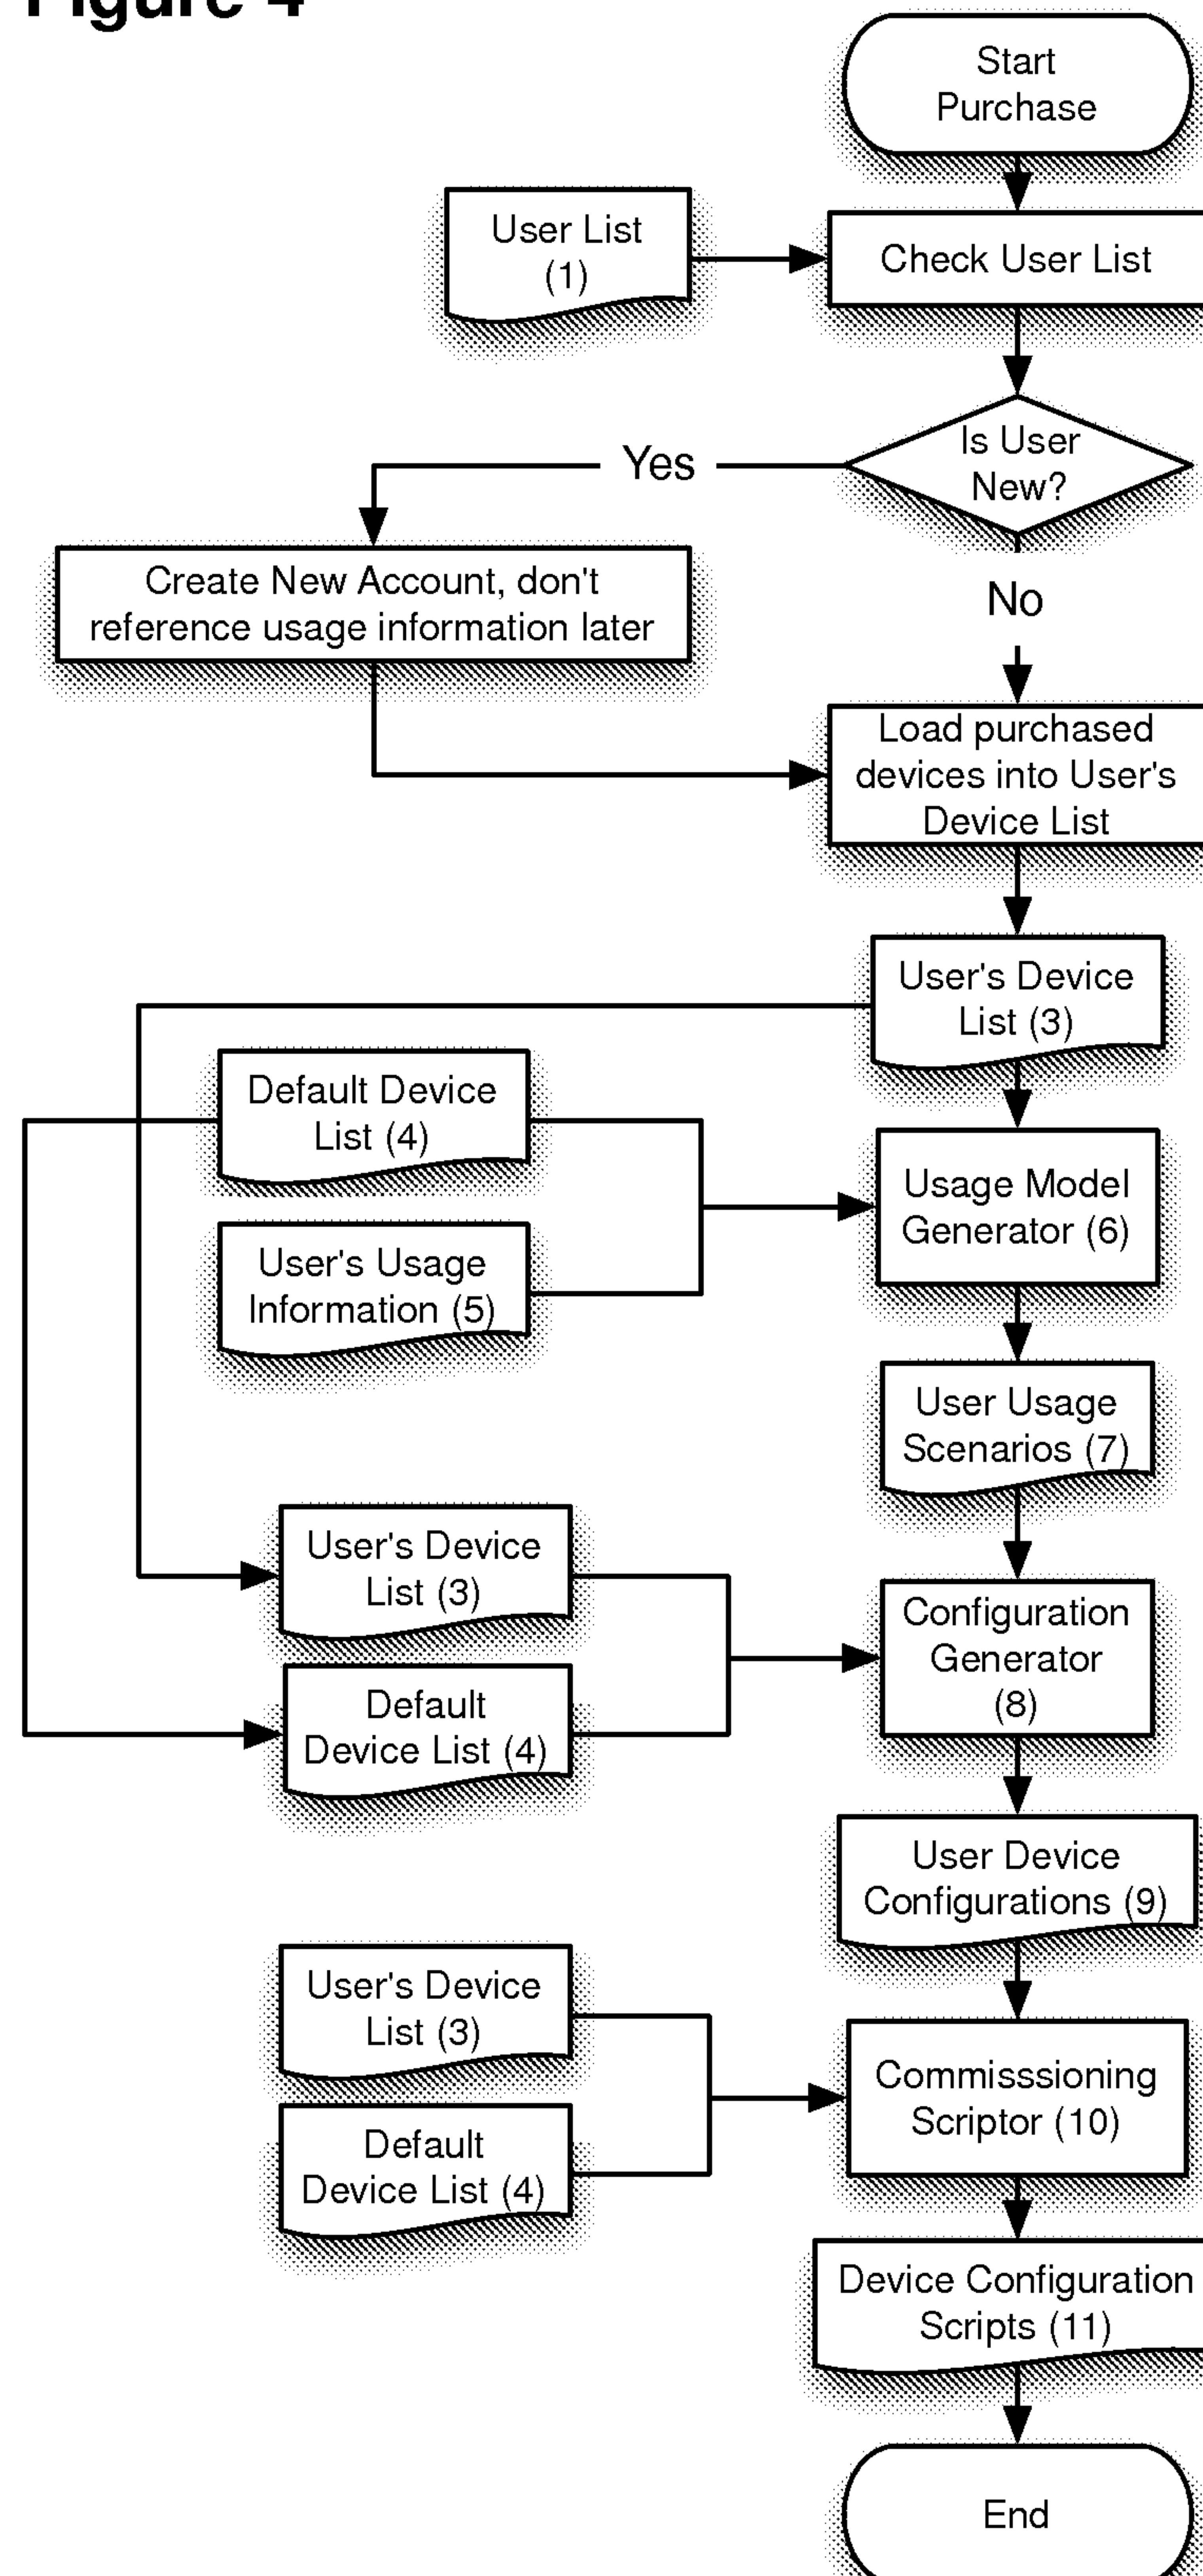 Figure 4
Start
Purchase
User List
(1)
Check User List
Is User
New?
Yes
Create New Account, don't
reference usage information later
No
Load purchased
devices into User's
Device List
User's Device
List (3)
Default Device
List (4)
Usage Model
Generator (6)
User's Usage
Information (5)
User Usage
Scenarios (7)
User's Device
List (3)
Configuration
Generator
(8)
Default
Device List (4)
User Device
Configurations (9)
User's Device
List (3)
Commisssioning
Scriptor (10)
Default
Device List (4)
Device Configuration
Scripts (11)
End